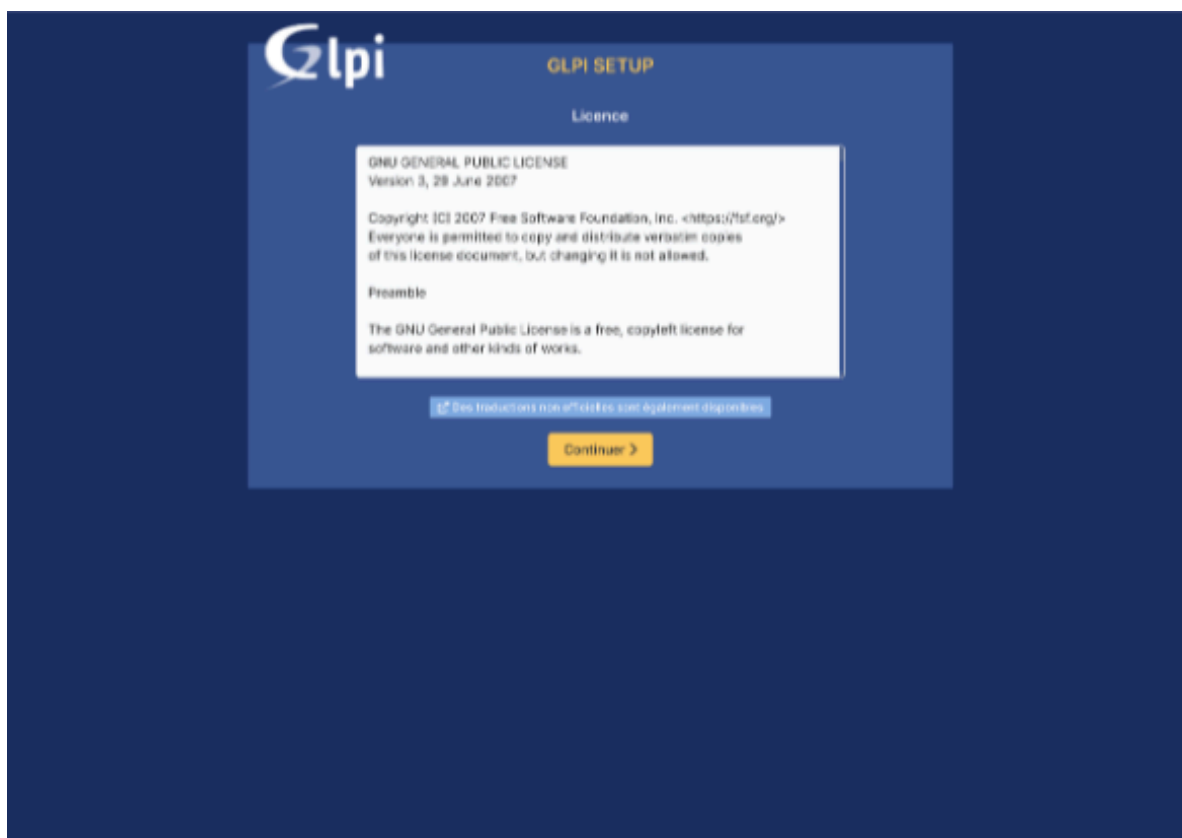 Glpi
GLPI SETUP
Licence
GNU GENERAL PUBLIC LICENSE
Version 3, 29 June 2007
Copyright (C) 2007 Free Software Foundation, Inc. <https://fsf.org/>
Everyone is permitted to copy and distribute verbatim copies
of this license document, but changing it is not allowed.
Preamble
The GNU General Public License is a free, copyleft license for
software and other kinds of works.
Des traductions non officielles sont également disponibles
Continuer >